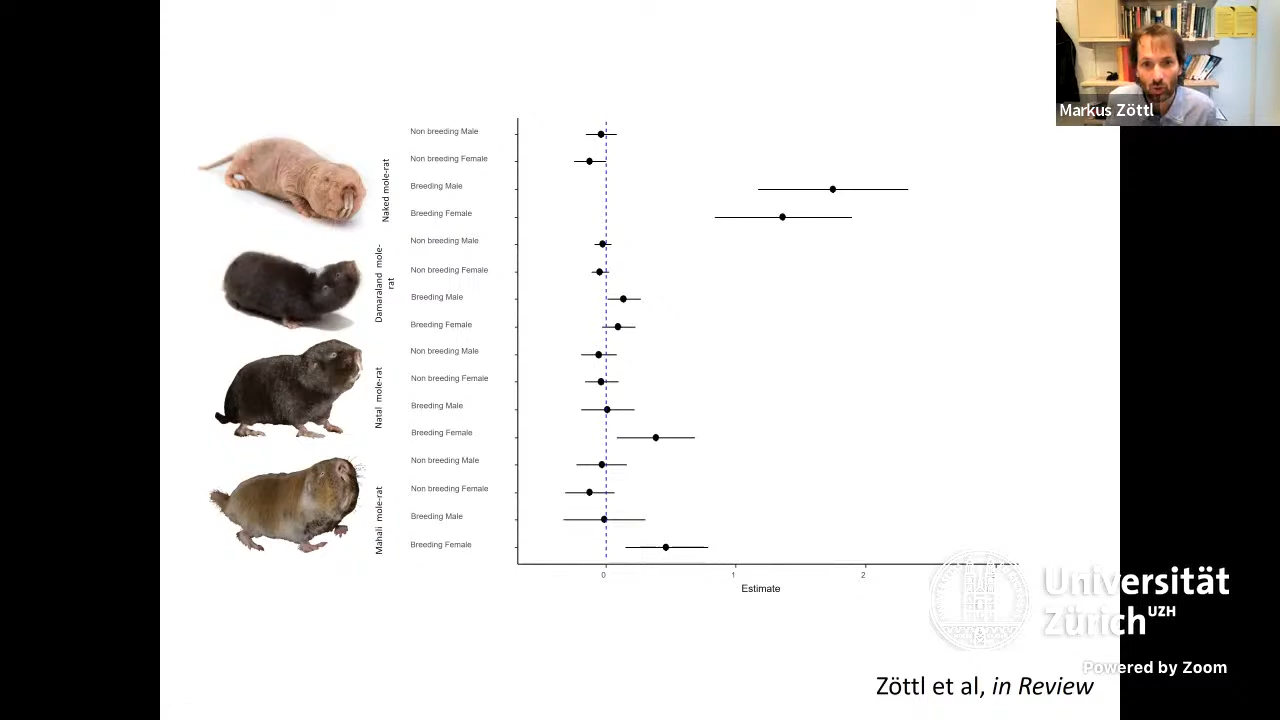 Markus Zöttl
Naked mole-rat
Non breeding Male
Non breeding Female
Breeding Male
Breeding Female
Damaraland mole-
rat
Non breeding Male
Non breeding Female
Breeding Male
Breeding Female
Natal mole-rat
Non breeding Male
Non breeding Female
Breeding Male
Breeding Female
Mahali mole-rat
Non breeding Male
Non breeding Female
Breeding Male
Breeding Female
0
1
2
Estimate
Universität
Zürich UZH
Powered by Zoom
Zöttl et al, in Review